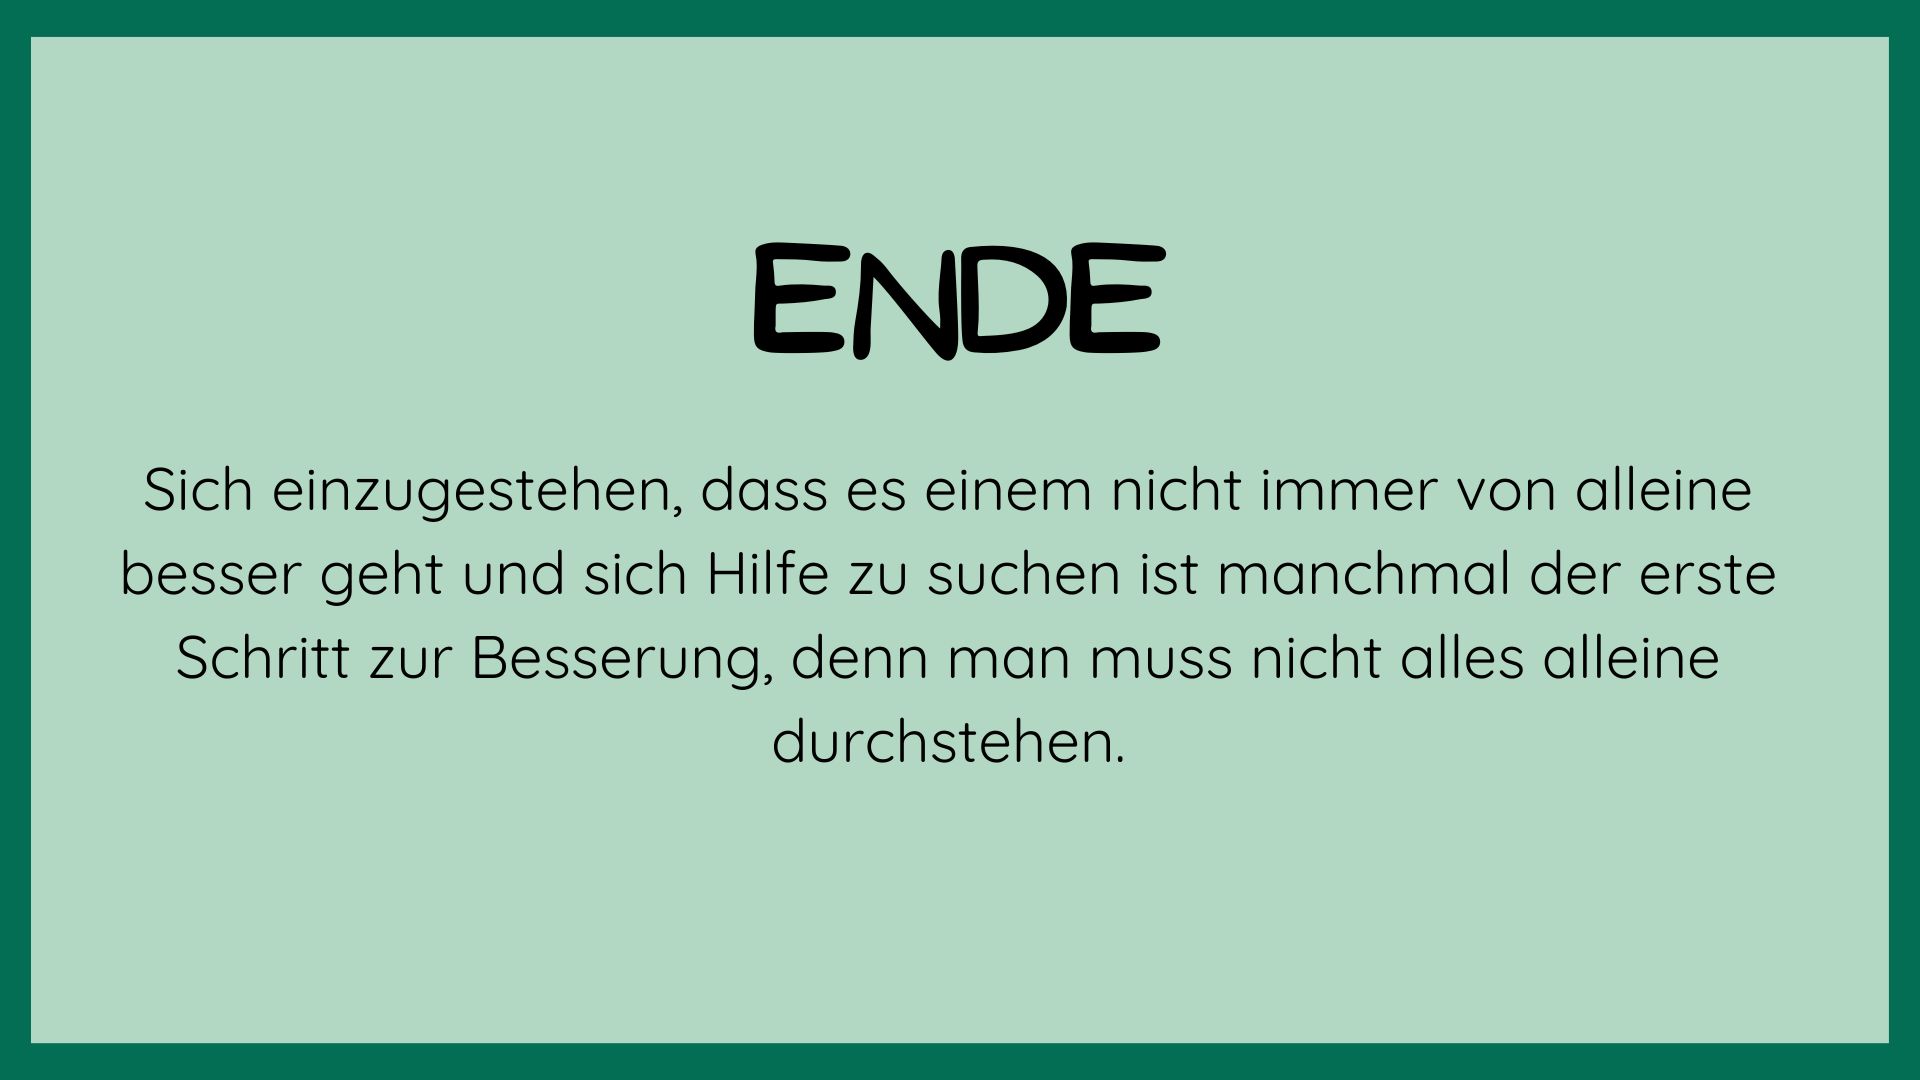 ENDE
Sich einzugestehen, dass es einem nicht immer von alleine
besser geht und sich Hilfe zu suchen ist manchmal der erste
Schritt zur Besserung, denn man muss nicht alles alleine
durchstehen.